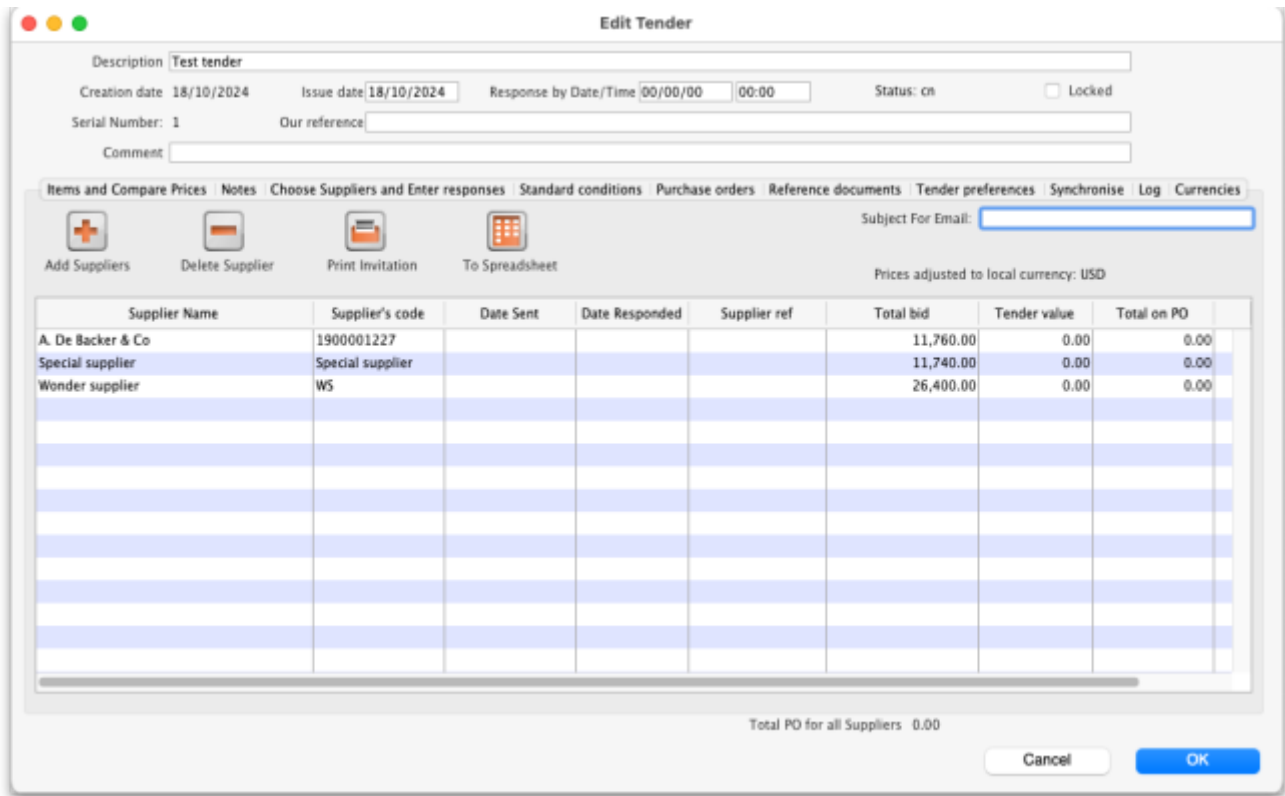 Edit Tender
Description Test tender
Creation date 18/10/2024 Issue date 18/10/2024 Response by Date/Time 00/00/00 00:00 Status: cn Locked
Serial Number: 1 Our reference
Comment
Items and Compare Prices Notes Choose Suppliers and Enter responses Standard conditions Purchase orders Reference documents Tender preferences Synchronise Log Currencies
Subject For Email:
Add Suppliers Delete Supplier Print Invitation To Spreadsheet
Prices adjusted to local currency: USD
Supplier Name Supplier's code Date Sent Date Responded Supplier ref Total bid Tender value Total on PO
A. De Backer & Co 1900001227 11,760.00 0.00 0.00
Special supplier Special supplier 11,740.00 0.00 0.00
Wonder supplier WS 26,400.00 0.00 0.00
Total PO for all Suppliers 0.00
Cancel OK